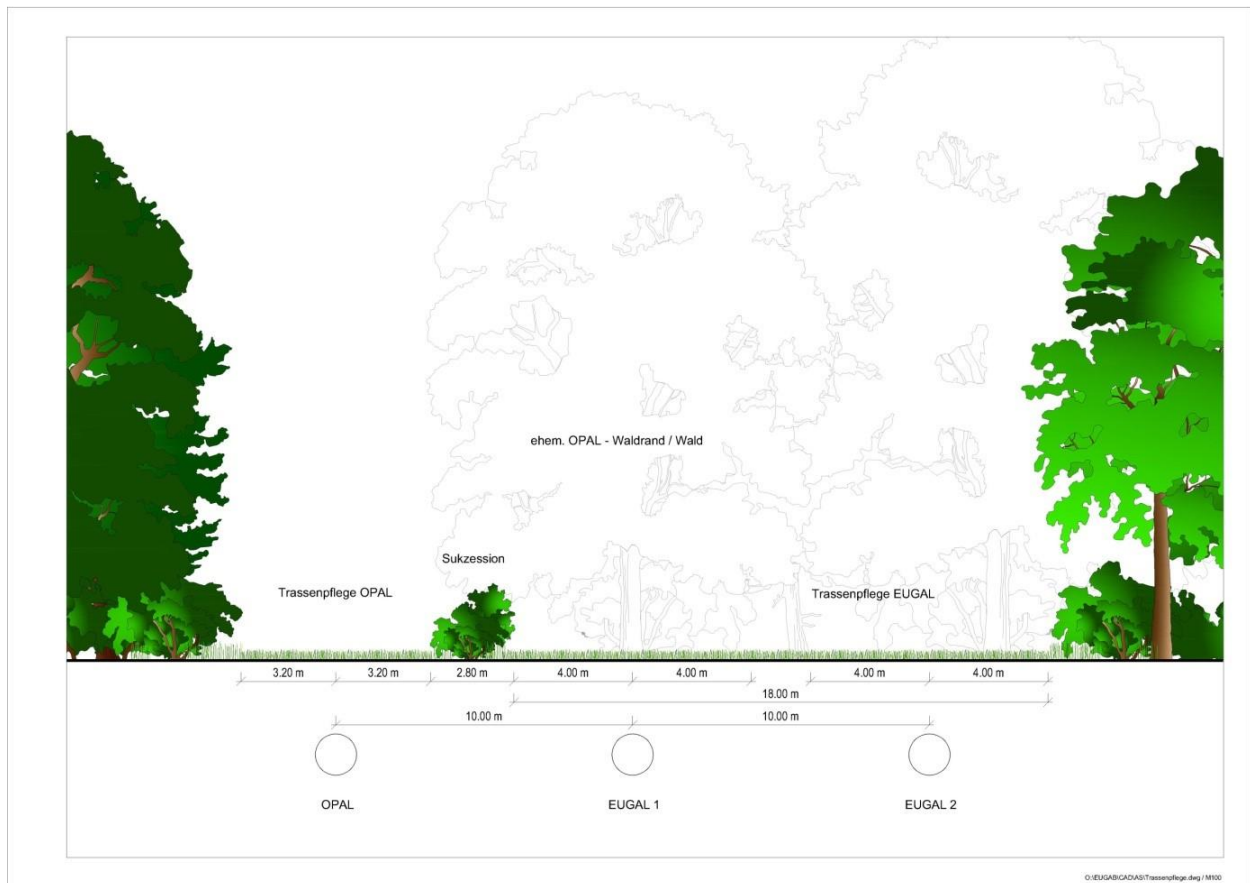 ehem. OPAL - Waldrand / Wald
Sukzession
Trassenpflege OPAL
Trassenpflege EUGAL
3.20 m 3.20 m 2.80 m 4.00 m 4.00 m 4.00 m 4.00 m
18.00 m
10.00 m 10.00 m
OPAL EUGAL 1 EUGAL 2
O:\EUGAB\CAD\AS\Trassenpflege.dwg / M100